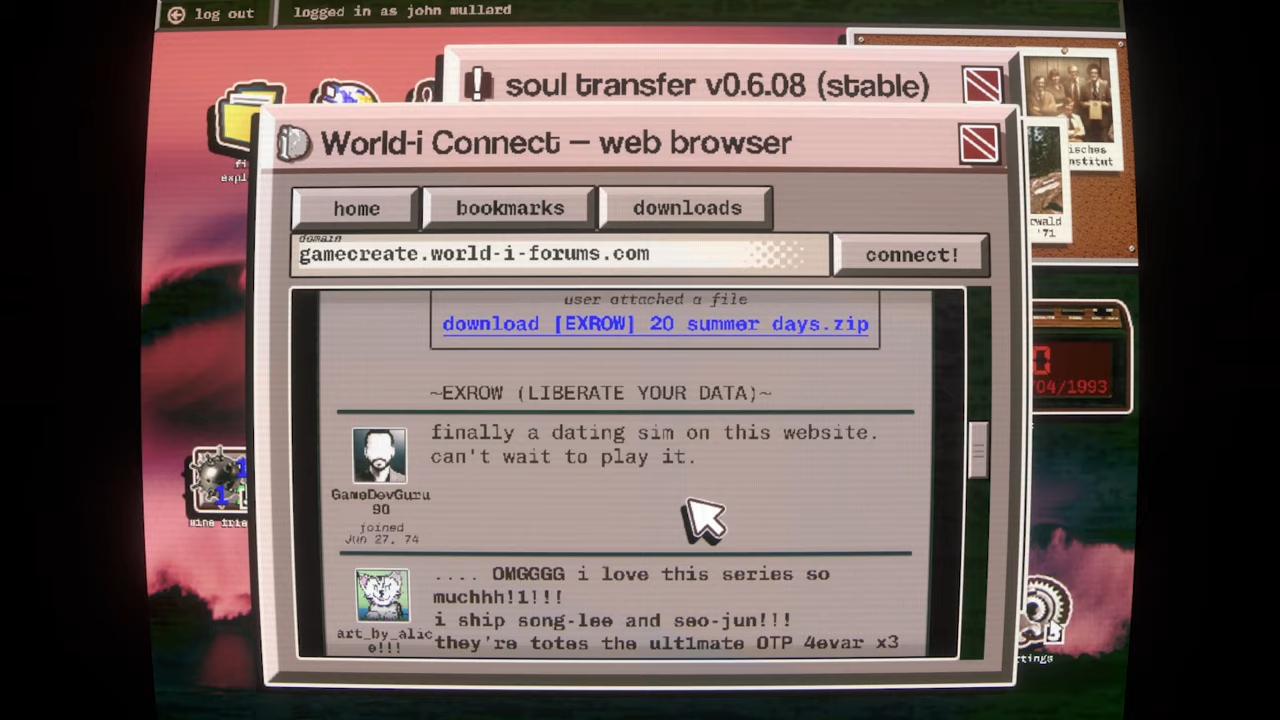 log out
logged in as john mullard
soul transfer v0.6.08 (stable)
World-i Connect – web browser
home
bookmarks
downloads
domain
gamecreate.world-i-forums.com
connect!
user attached a file
download [EXROW] 20 summer days.zip
~EXROW (LIBERATE YOUR DATA)~
finally a dating sim on this website.
can't wait to play it.
GameDevGuru
90
joined
Jun 27, 74
.... OMGGGG i love this series so
muchhh!1!!!
i ship song-lee and seo-jun!!!
they're totes the ult1mate OTP 4evar x3
art_by_alic
e!!!
04/1993
'71